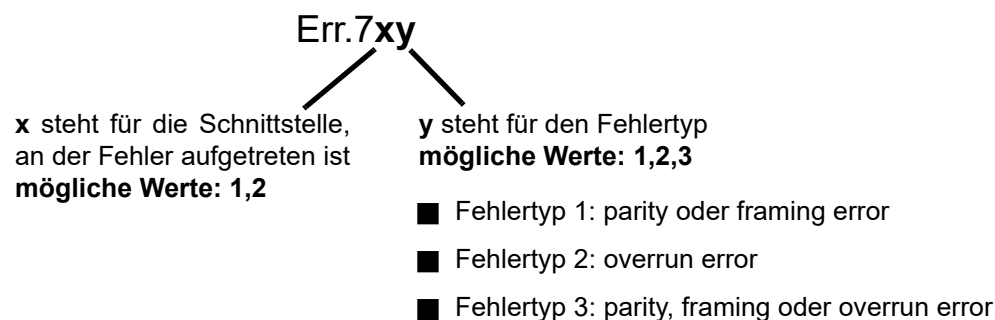 Err.7xy
x steht für die Schnittstelle,
an der Fehler aufgetreten ist
mögliche Werte: 1,2
y steht für den Fehlertyp
mögliche Werte: 1,2,3
■ Fehlertyp 1: parity oder framing error
■ Fehlertyp 2: overrun error
■ Fehlertyp 3: parity, framing oder overrun error